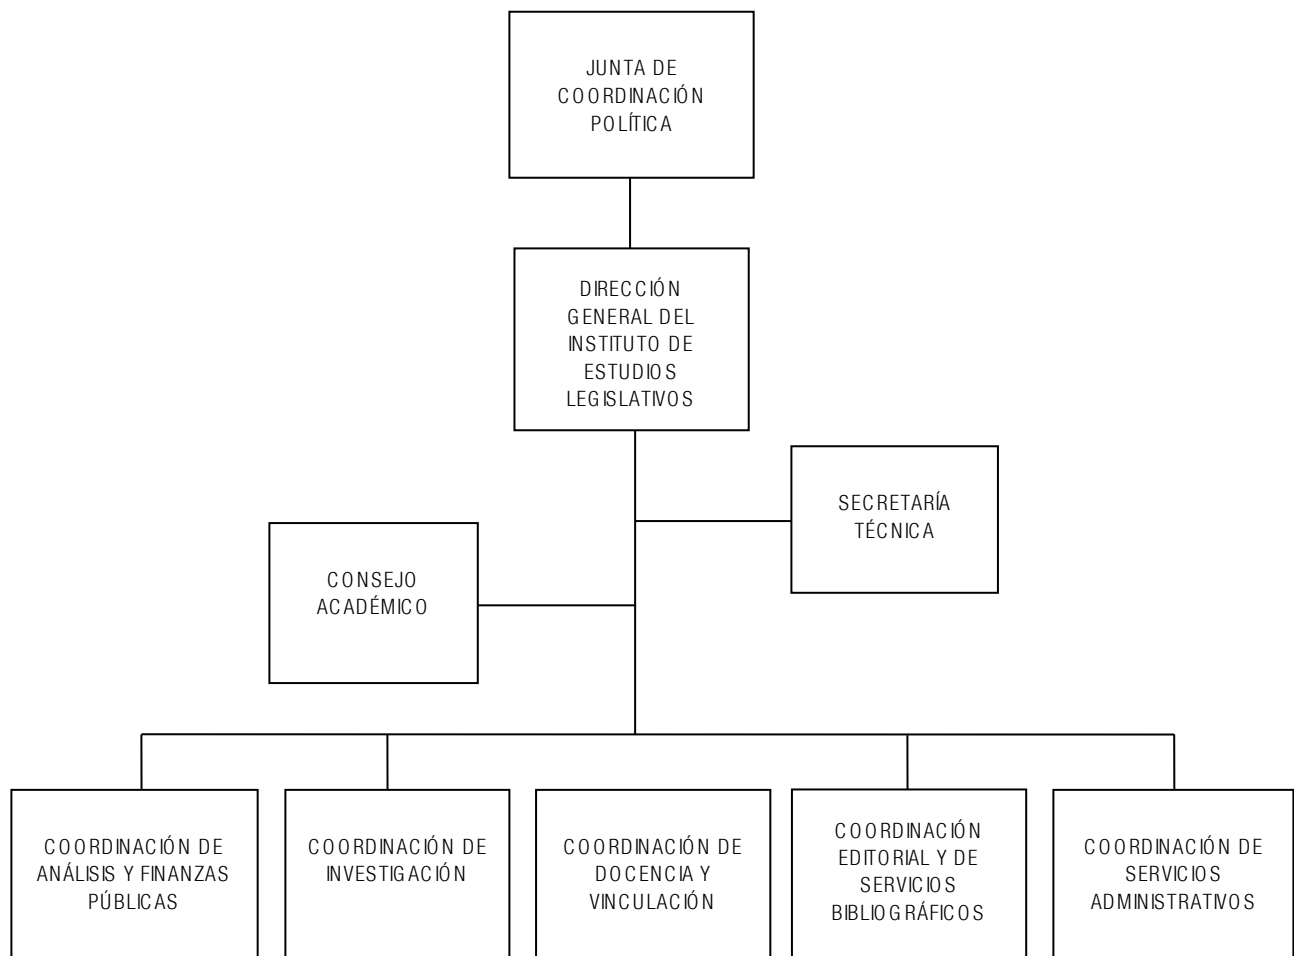 JUNTA DE
COORDINACIÓN
POLÍTICA
DIRECCIÓN
GENERAL DEL
INSTITUTO DE
ESTUDIOS
LEGISLATIVOS
SECRETARÍA
TÉCNICA
CONSEJO
ACADÉMICO
COORDINACIÓN DE
ANÁLISIS Y FINANZAS
PÚBLICAS
COORDINACIÓN DE
INVESTIGACIÓN
COORDINACIÓN DE
DOCENCIA Y
VINCULACIÓN
COORDINACIÓN
EDITORIAL Y DE
SERVICIOS
BIBLIOGRÁFICOS
COORDINACIÓN DE
SERVICIOS
ADMINISTRATIVOS